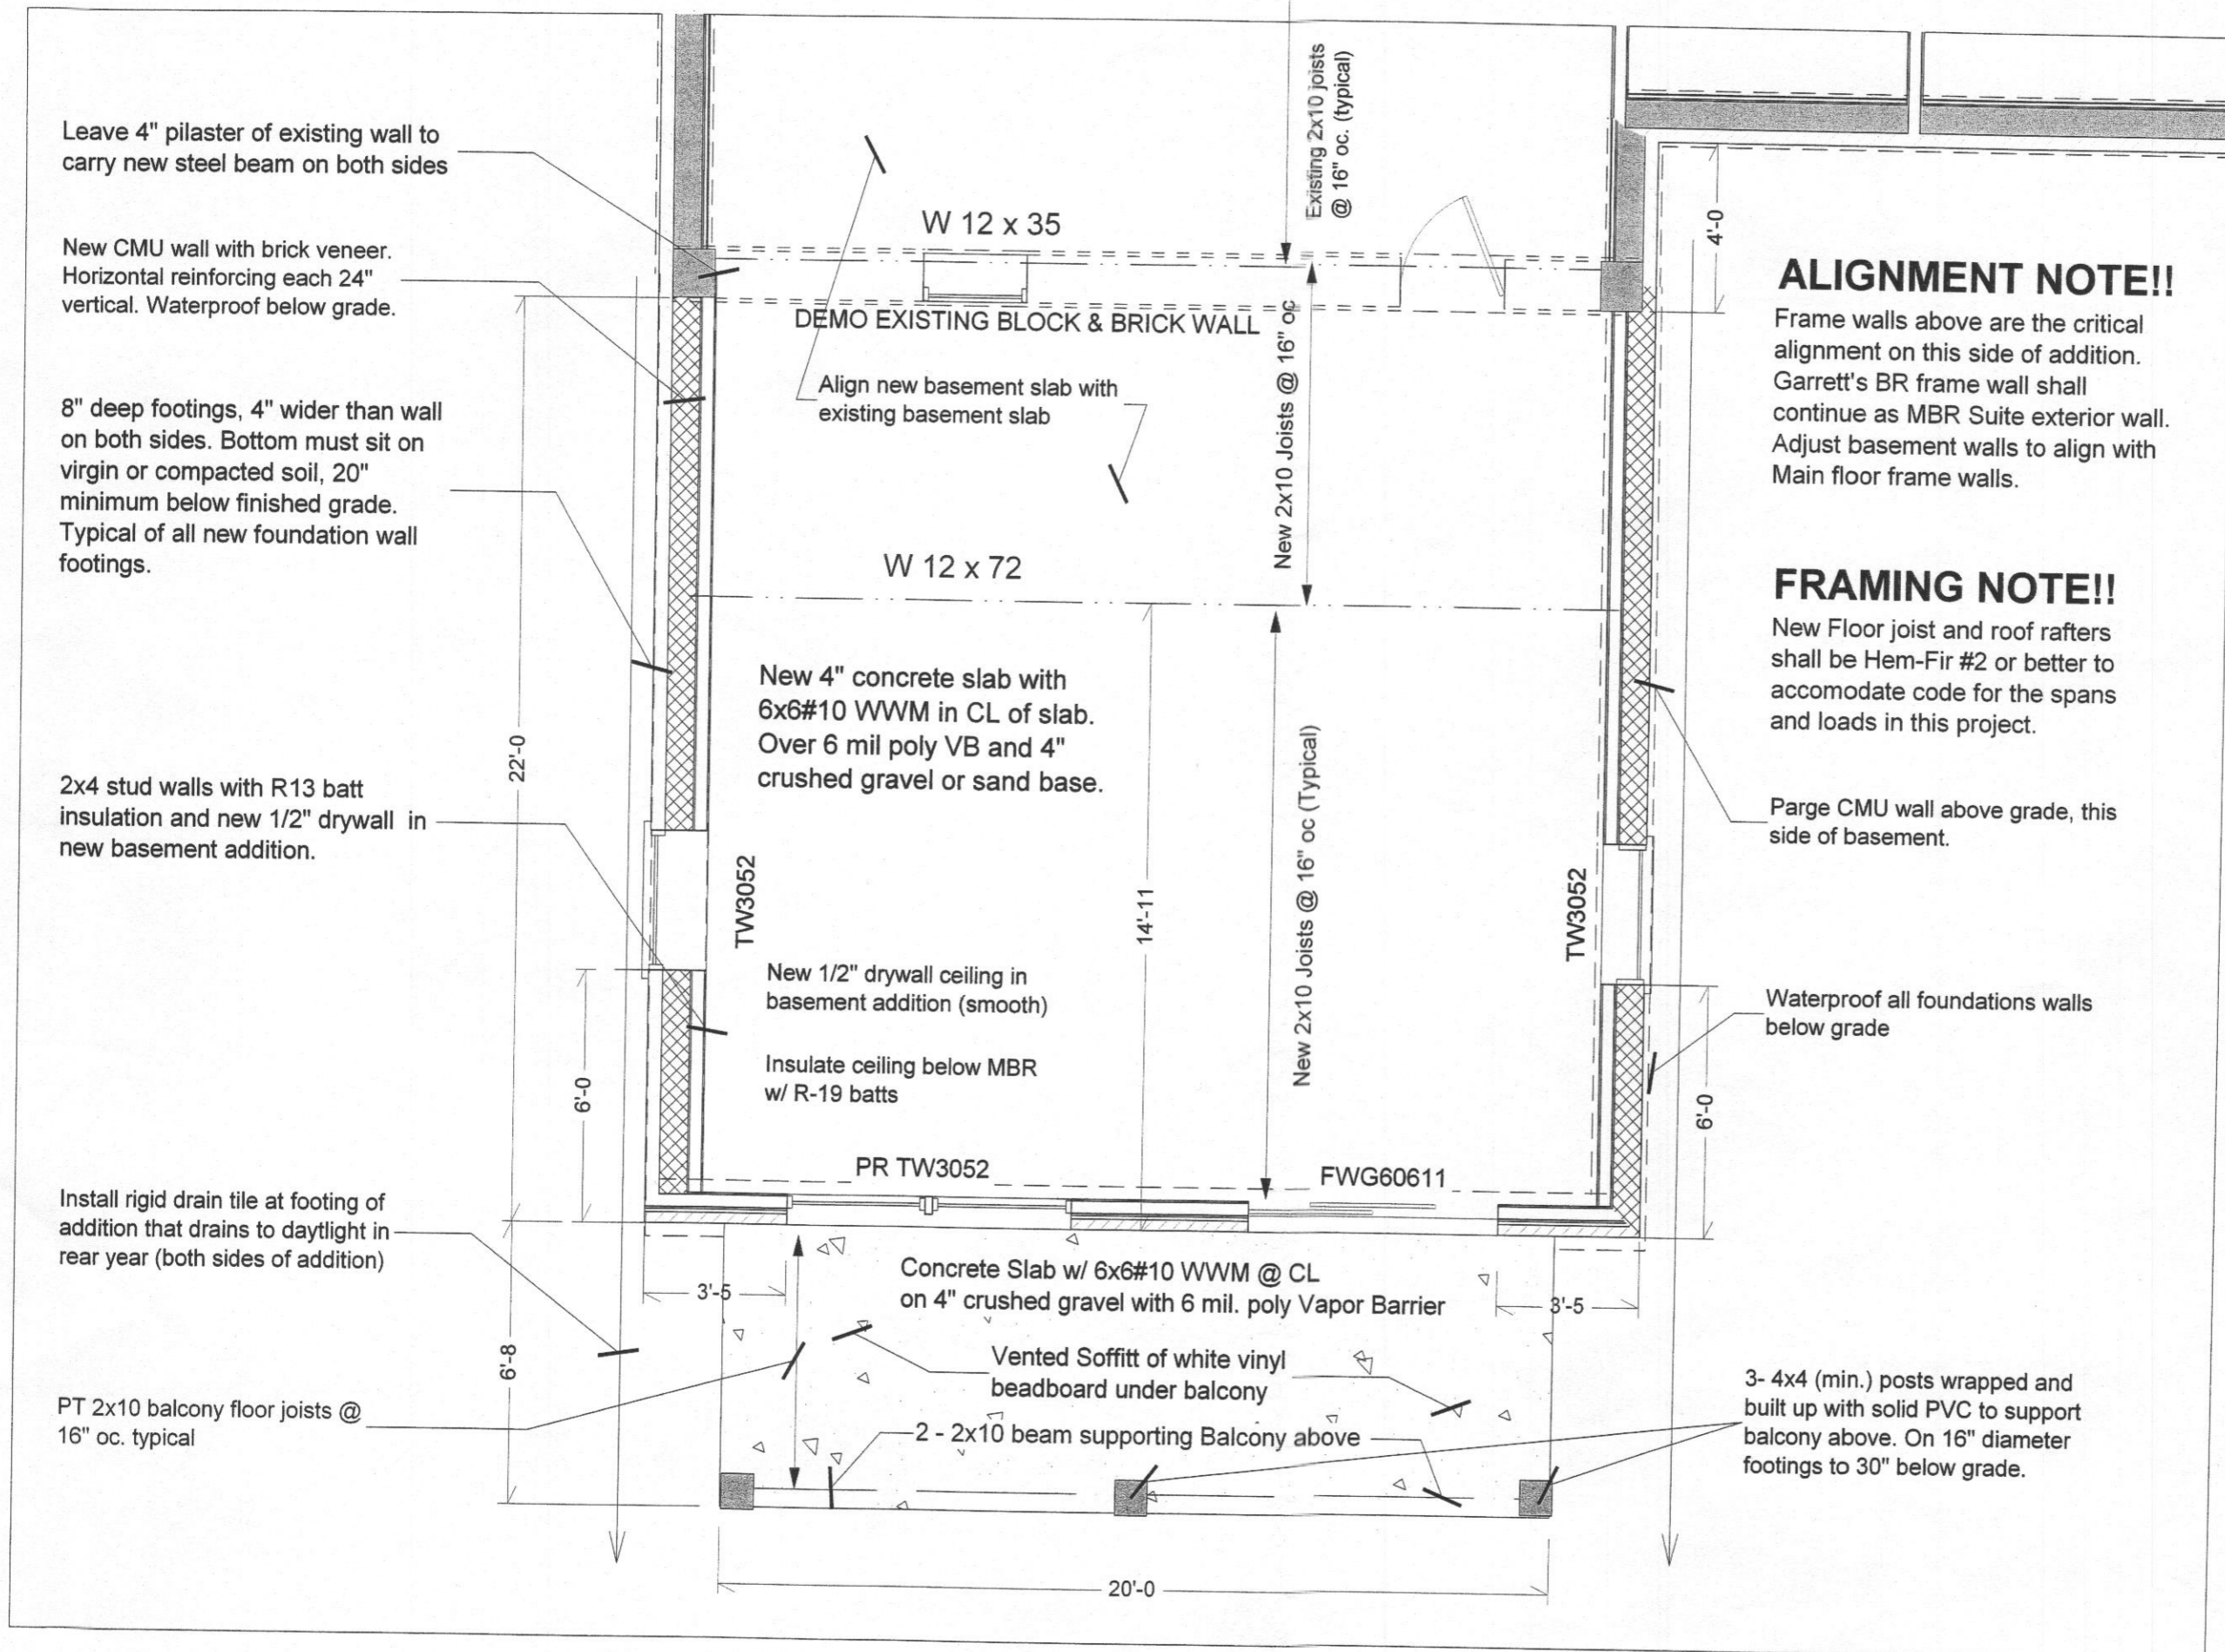 Leave 4" pilaster of existing wall to
carry new steel beam on both sides
New CMU wall with brick veneer.
Horizontal reinforcing each 24"
vertical. Waterproof below grade.
8" deep footings, 4" wider than wall
on both sides. Bottom must sit on
virgin or compacted soil, 20"
minimum below finished grade.
Typical of all new foundation wall
footings.
2x4 stud walls with R13 batt
insulation and new 1/2" drywall in
new basement addition.
Install rigid drain tile at footing of
addition that drains to daytlight in
rear year (both sides of addition)
PT 2x10 balcony floor joists @
16" oc. typical
22'-0
6'-0
6'-8
3'-5
W 12 x 35
Existing 2x10 joists
@ 16" oc. (typical)
DEMO EXISTING BLOCK & BRICK WALL
Align new basement slab with
existing basement slab
New 2x10 Joists @ 16" oc
W 12 x 72
New 4" concrete slab with
6x6#10 WWM in CL of slab.
Over 6 mil poly VB and 4"
crushed gravel or sand base.
TW3052
14'-11
New 2x10 Joists @ 16" oc (Typical)
TW3052
New 1/2" drywall ceiling in
basement addition (smooth)
Insulate ceiling below MBR
w/ R-19 batts
PR TW3052
FWG60611
Concrete Slab w/ 6x6#10 WWM @ CL
on 4" crushed gravel with 6 mil. poly Vapor Barrier
Vented Soffitt of white vinyl
beadboard under balcony
2 - 2x10 beam supporting Balcony above
20'-0
3'-5
4'-0
6'-0
ALIGNMENT NOTE!!
Frame walls above are the critical
alignment on this side of addition.
Garrett's BR frame wall shall
continue as MBR Suite exterior wall.
Adjust basement walls to align with
Main floor frame walls.
FRAMING NOTE!!
New Floor joist and roof rafters
shall be Hem-Fir #2 or better to
accomodate code for the spans
and loads in this project.
Parge CMU wall above grade, this
side of basement.
Waterproof all foundations walls
below grade
3- 4x4 (min.) posts wrapped and
built up with solid PVC to support
balcony above. On 16" diameter
footings to 30" below grade.